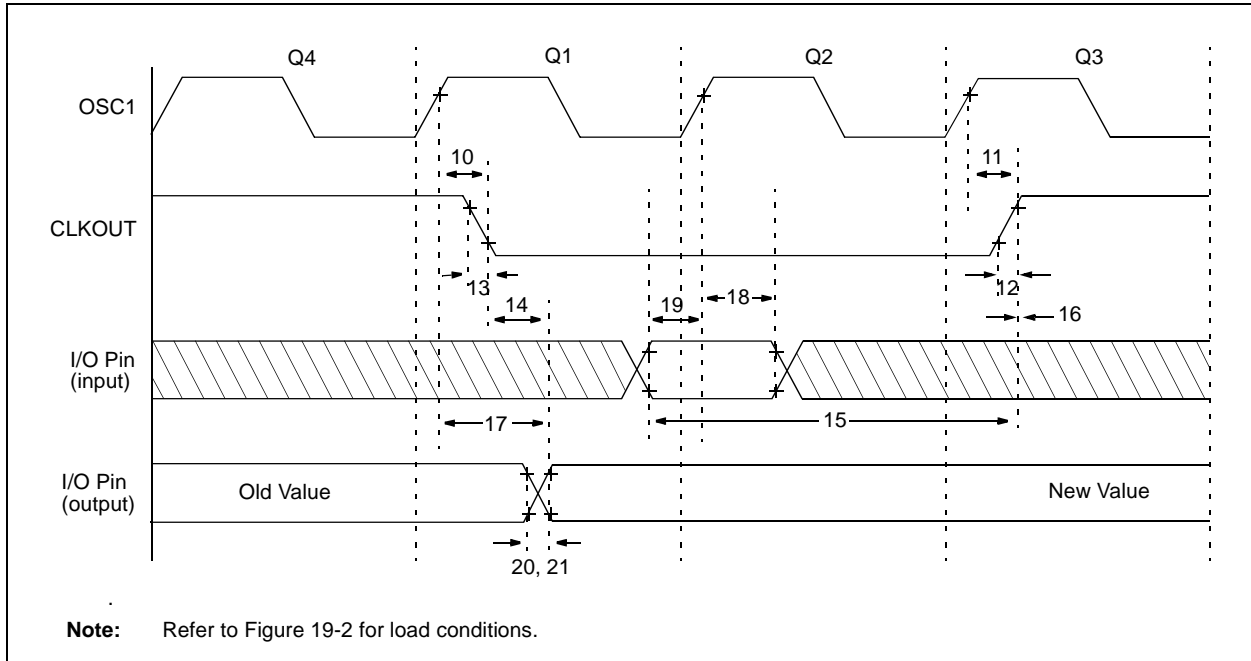 Q4 Q1 Q2 Q3
OSC1
10 11
CLKOUT
13 12
14 19 18 16
I/O Pin
(input)
17 15
I/O Pin
(output)
Old Value New Value
20, 21
.
Note: Refer to Figure 19-2 for load conditions.